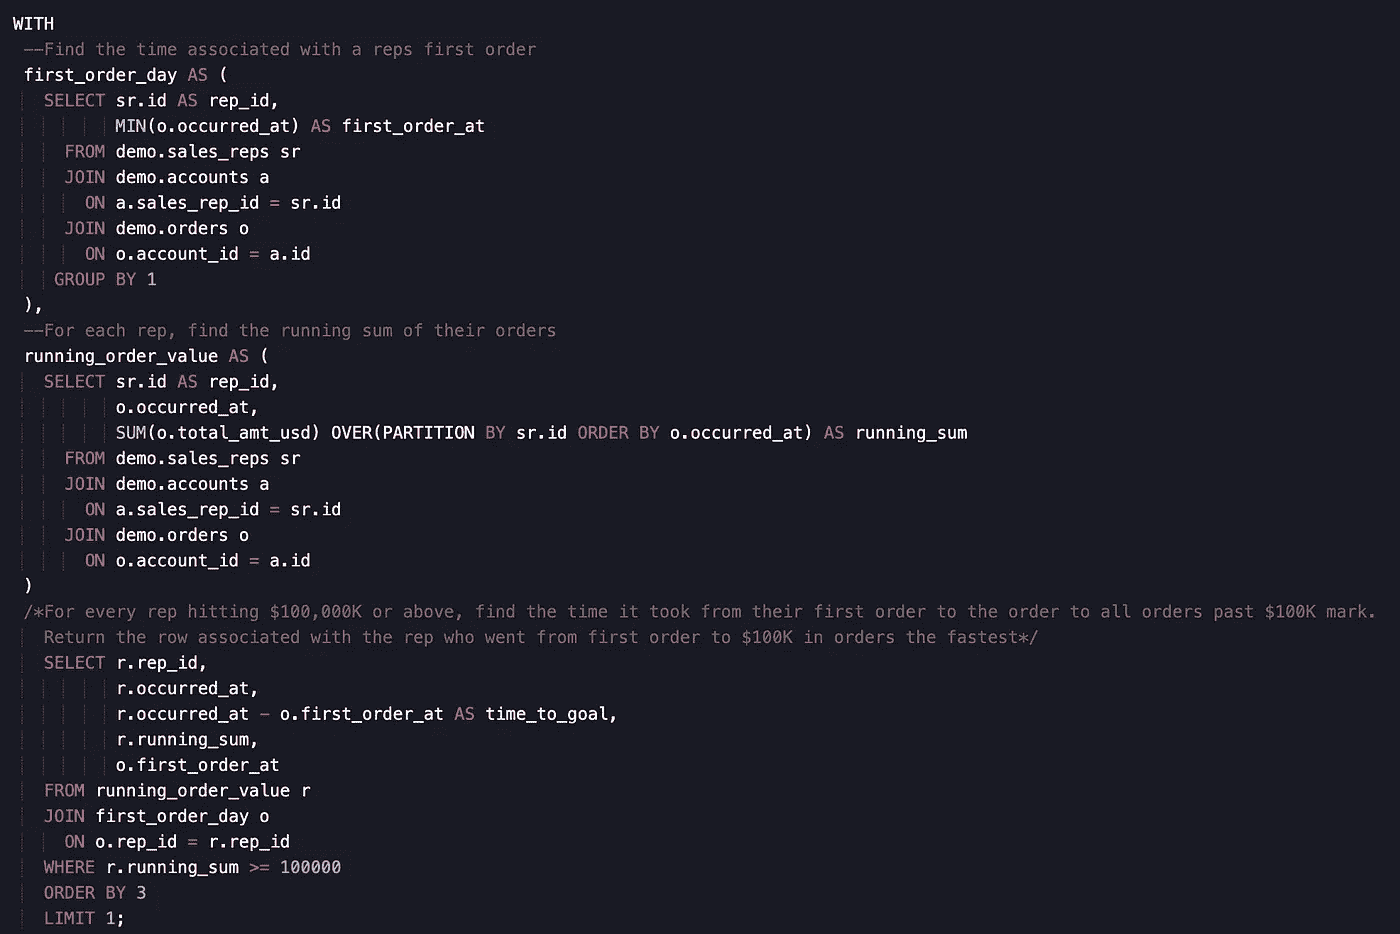 WITH
--Find the time associated with a reps first order
first_order_day AS (
SELECT sr.id AS rep_id,
MIN(o.occurred_at) AS first_order_at
FROM demo.sales_reps sr
JOIN demo.accounts a
ON a.sales_rep_id = sr.id
JOIN demo.orders o
ON o.account_id = a.id
GROUP BY 1
),
--For each rep, find the running sum of their orders
running_order_value AS (
SELECT sr.id AS rep_id,
o.occurred_at,
SUM(o.total_amt_usd) OVER(PARTITION BY sr.id ORDER BY o.occurred_at) AS running_sum
FROM demo.sales_reps sr
JOIN demo.accounts a
ON a.sales_rep_id = sr.id
JOIN demo.orders o
ON o.account_id = a.id
)
/*For every rep hitting $100,000K or above, find the time it took from their first order to the order to all orders past $100K mark.
Return the row associated with the rep who went from first order to $100K in orders the fastest*/
SELECT r.rep_id,
r.occurred_at,
r.occurred_at - o.first_order_at AS time_to_goal,
r.running_sum,
o.first_order_at
FROM running_order_value r
JOIN first_order_day o
ON o.rep_id = r.rep_id
WHERE r.running_sum >= 100000
ORDER BY 3
LIMIT 1;